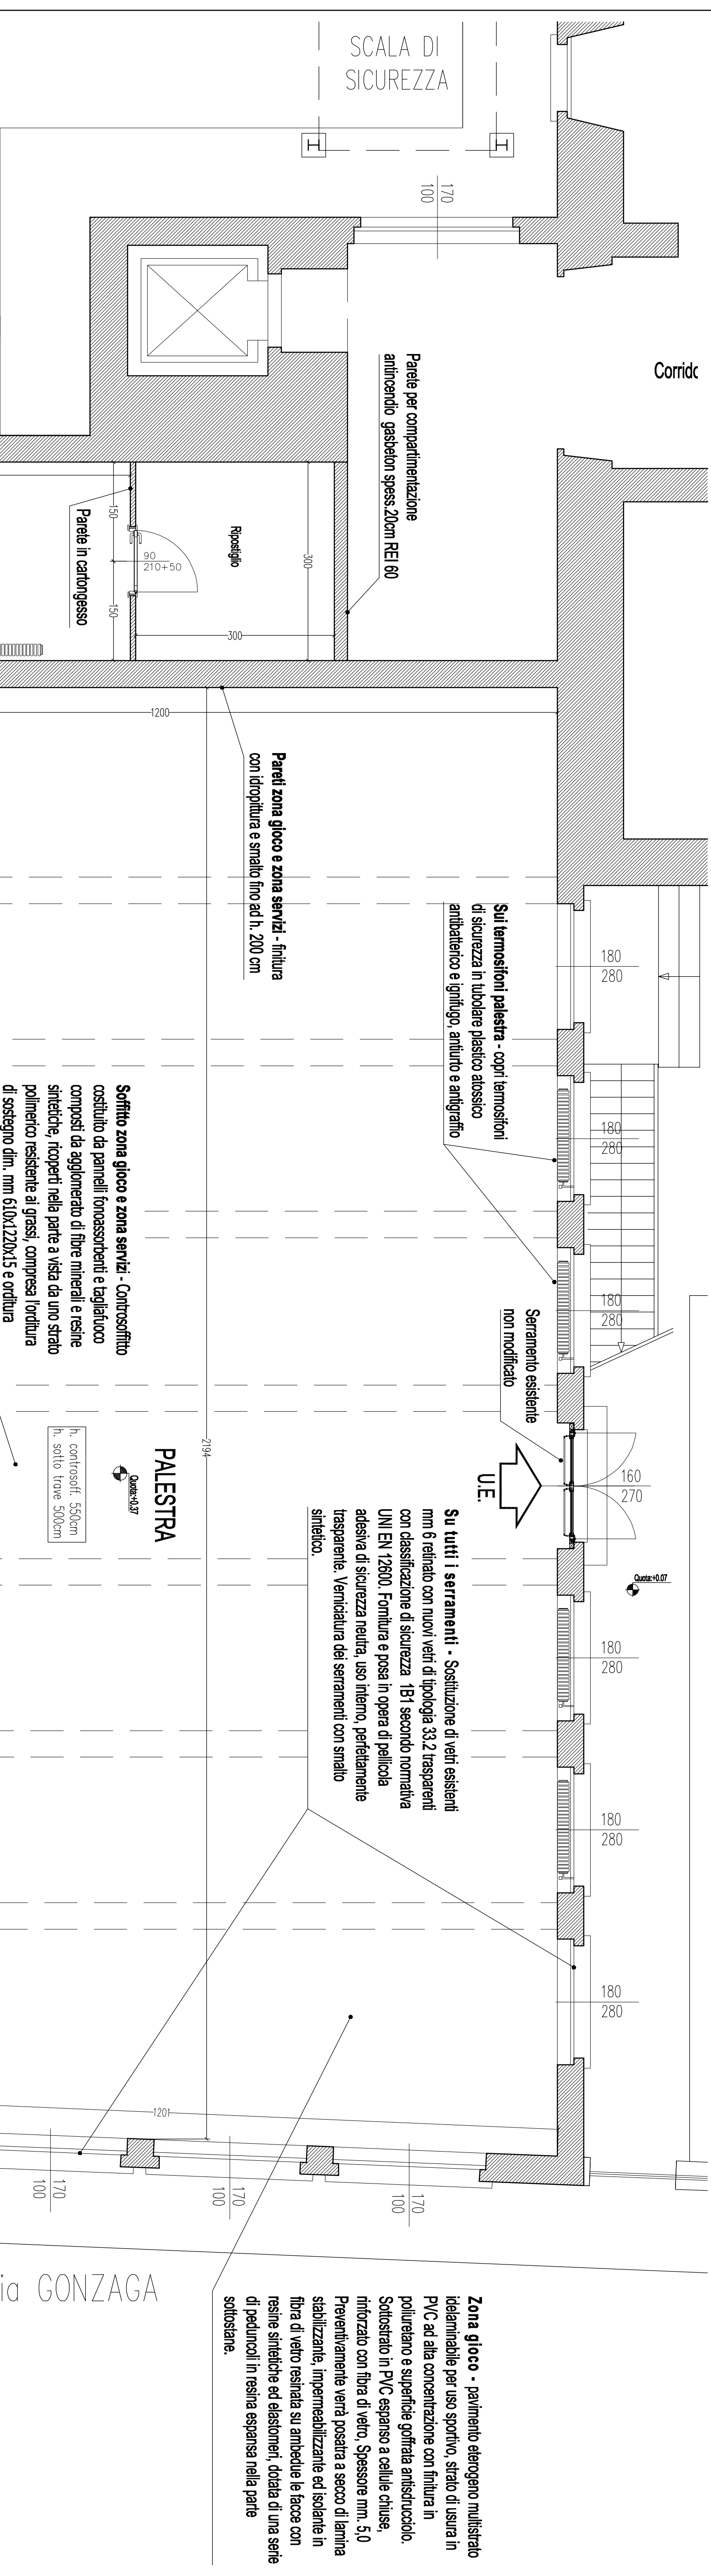 SCALA DI
SICUREZZA
170
100
Corrido
Parete per compartimentazione
antincendio gasbeton spess.20cm REI 60
Ripostiglio
300
300
150
150
90
210+50
Parete in cartongesso
1200
Pareti zona gioco e zona servizi - finitura
con idropittura e smalto fino ad h. 200 cm
Sui termosifoni palestra - copri termosifoni
di sicurezza in tubolare plastico atossico
antibatterico e ignifugo, antiurto e antigraffio
180
280
180
280
180
280
Soffitto zona gioco e zona servizi - Controsoffitto
costituito da pannelli fonoassorbenti e tagliafuoco
composti da agglomerato di fibre minerali e resine
sintetiche, ricoperti nella parte a vista da uno strato
polimerico resistente ai grassi, compresa l'orditura
di sostegno dim. mm 610x1220x15 e orditura
Serramento esistente
non modificato
U.E.
160
270
2194
PALESTRA
Quota:+0.37
h. controsoff. 550cm
h. sotto trave 500cm
Quota:+0.07
Su tutti i serramenti - Sostituzione di vetri esistenti
mm 6 retinato con nuovi vetri di tipologia 33.2 trasparenti
con classificazione di sicurezza 1B1 secondo normativa
UNI EN 12600. Fornitura e posa in opera di pellicola
adesiva di sicurezza neutra, uso interno, perfettamente
trasparente. Verniciatura dei serramenti con smalto
sintetico.
180
280
180
280
180
280
1201
170
100
170
100
170
100
ia GONZAGA
Zona gioco - pavimento eterogeno multistrato
idelaminabile per uso sportivo, strato di usura in
PVC ad alta concentrazione con finitura in
poliuretano e superficie goffrata antisdrucciolo.
Sottostrato in PVC espanso a cellule chiuse,
rinforzato con fibra di vetro, Spessore mm. 5,0
Preventivamente verrà posatra a secco di lamina
stabilizzante, impermeabilizzante ed isolante in
fibra di vetro resinata su ambedue le facce con
resine sintetiche ed elastomeri, dotata di una serie
di peduncoli in resina espansa nella parte
sottostane.